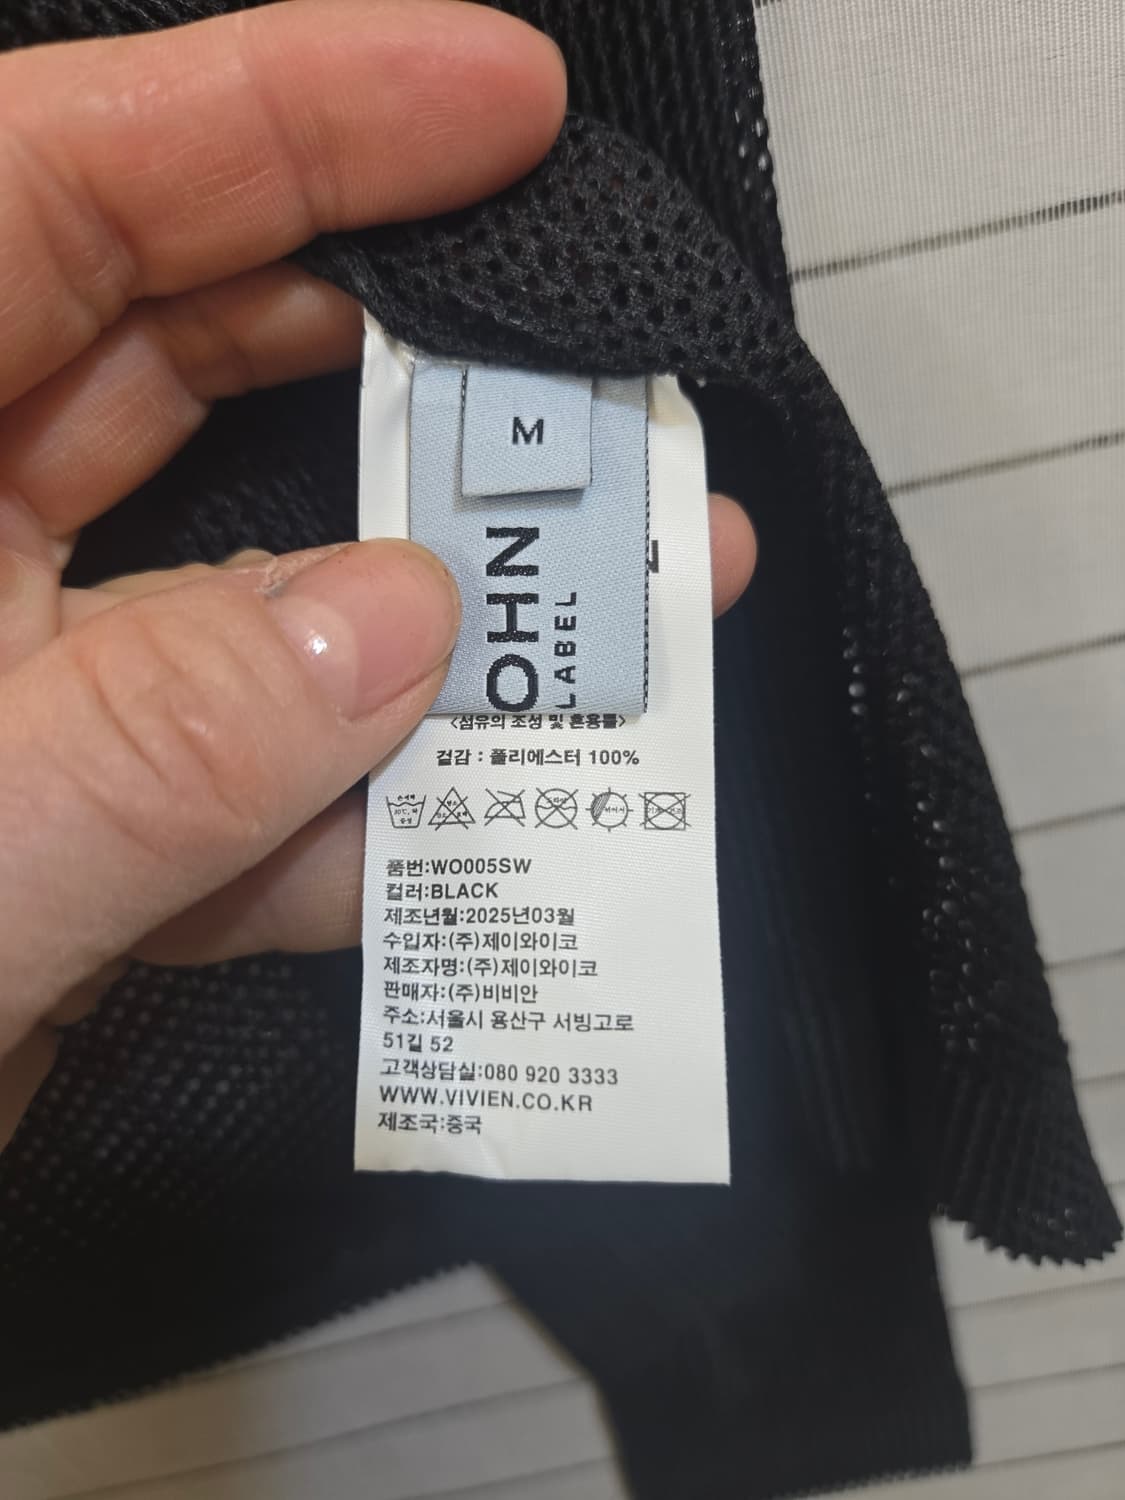 M
OHN
LABEL
<섬유의 조성 및 혼용률>
겉감 : 폴리에스터 100%
품번:WO005SW
컬러:BLACK
제조년월:2025년03월
수입자:(주)제이와이코
제조자명:(주)제이와이코
판매자:(주)비비안
주소:서울시 용산구 서빙고로
51길 52
고객상담실:080 920 3333
WWW.VIVIEN.CO.KR
제조국:중국